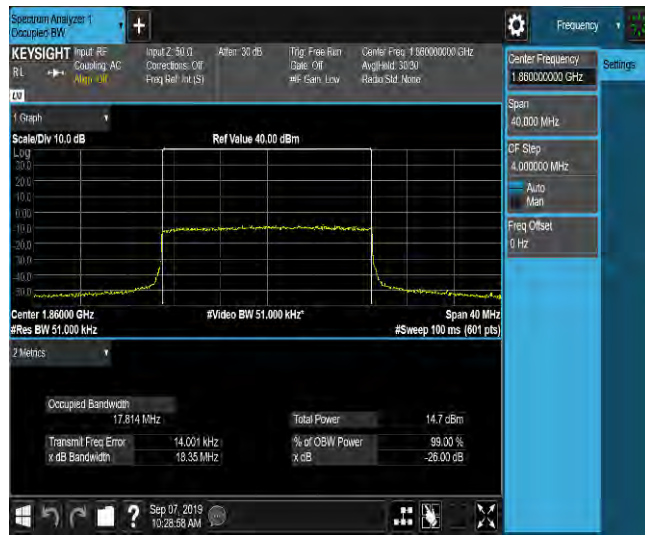 Spectrum Analyzer 1
Occupied BW
Frequency
KEYSIGHT
RL
Input: RF
Coupling: AC
Align: Off
Input Z: 50 Ω
Corrections: Off
Freq Ref: Int (S)
Atten: 30 dB
Trig: Free Run
Gate: Off
#IF Gain: Low
Center Freq: 1.860000000 GHz
Avg|Hold: 30/30
Radio Std: None
Center Frequency
1.860000000 GHz
Settings
Span
40.000 MHz
CF Step
4.000000 MHz
Auto
Man
Freq Offset
0 Hz
1 Graph
Scale/Div 10.0 dB
Ref Value 40.00 dBm
Log
30.0
20.0
10.0
0.00
-10.0
-20.0
-30.0
-40.0
-50.0
Center 1.86000 GHz
#Video BW 51.000 kHz*
Span 40 MHz
#Res BW 51.000 kHz
#Sweep 100 ms (601 pts)
2 Metrics
Occupied Bandwidth
17.814 MHz
Total Power 14.7 dBm
Transmit Freq Error 14.001 kHz
% of OBW Power 99.00 %
x dB Bandwidth 18.35 MHz
x dB -26.00 dB
?
Sep 07, 2019
10:28:58 AM